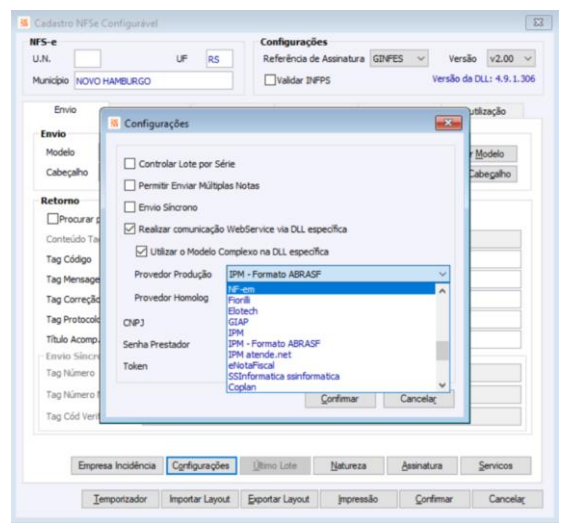 Cadastro NFSe Configurável
NFS-e
U.N. UF RS
Município NOVO HAMBURGO
Configurações
Referência de Assinatura GINFES Versão v2.00
Validar INFPS Versão da DLL: 4.9.1.306
Envio utilização
Envio
Modelo r Modelo
Cabeçalho Cabeçalho
Retorno
Procurar p
Conteúdo Ta
Tag Código
Tag Mensage
Tag Correção
Tag Protocolo
Título Acomp.
Envio Síncro
Tag Número
Tag Número
Tag Cód Veri
Configurações
Controlar Lote por Série
Permitir Enviar Múltiplas Notas
Envio Síncrono
Realizar comunicação WebService via DLL específica
Utilizar o Modelo Complexo na DLL específica
Provedor Produção IPM - Formato ABRASF
Provedor Homolog
CNPJ
Senha Prestador
Token
NF-em
Fiorilli
Elotech
GIAP
IPM
IPM - Formato ABRASF
IPM atende.net
eNotaFiscal
SSInformatica ssinformatica
Coplan
Confirmar Cancelar
Empresa Incidência Configurações Último Lote Natureza Assinatura Servicos
Temporizador Importar Layout Exportar Layout Impressão Confirmar Cancelar